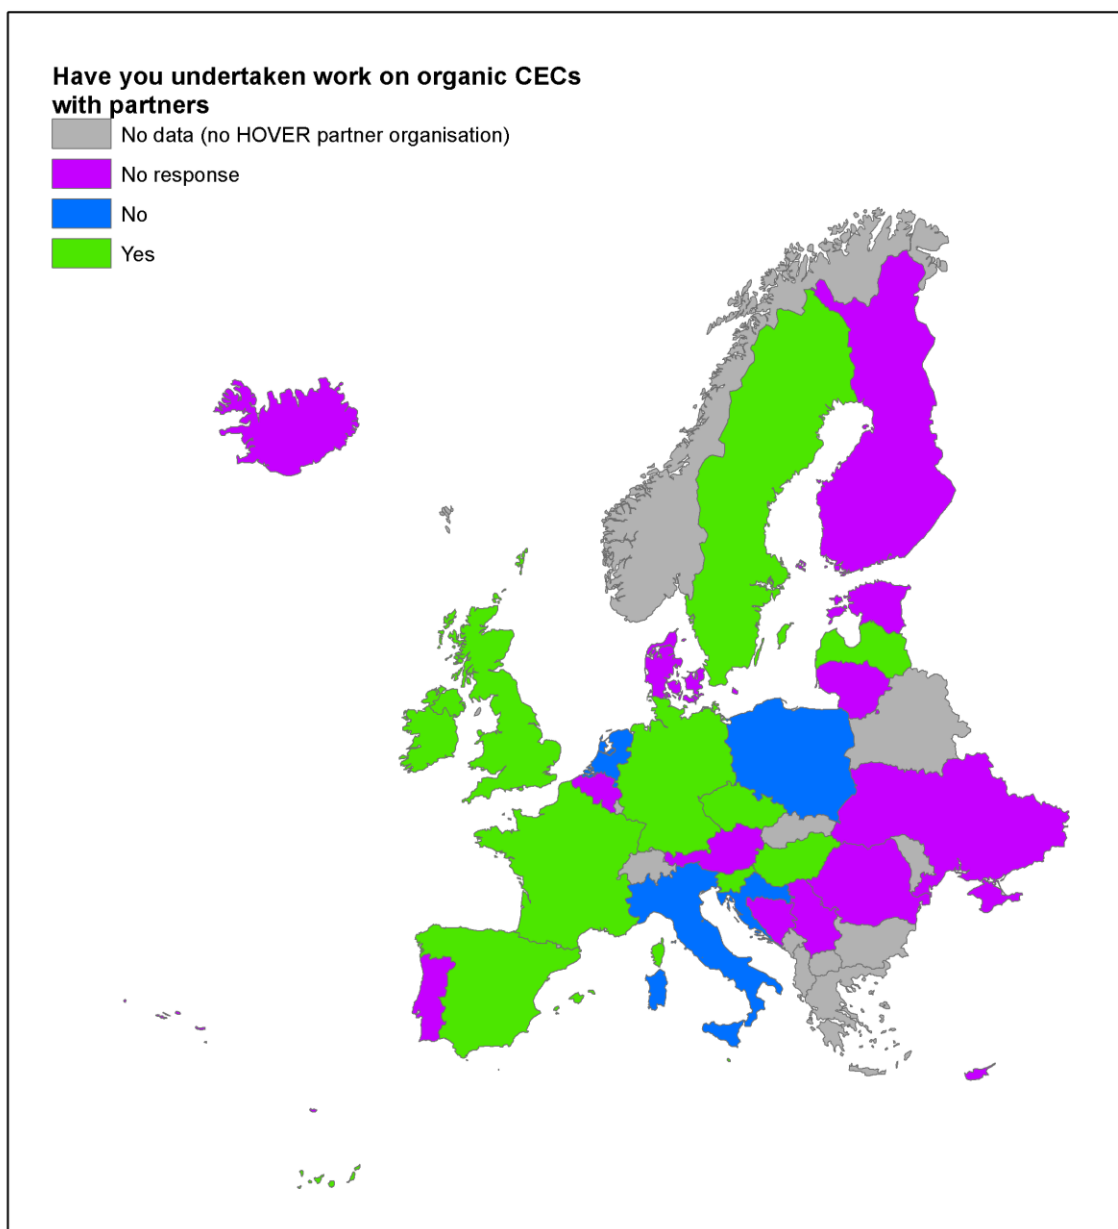 Have you undertaken work on organic CECs
with partners
No data (no HOVER partner organisation)
No response
No
Yes